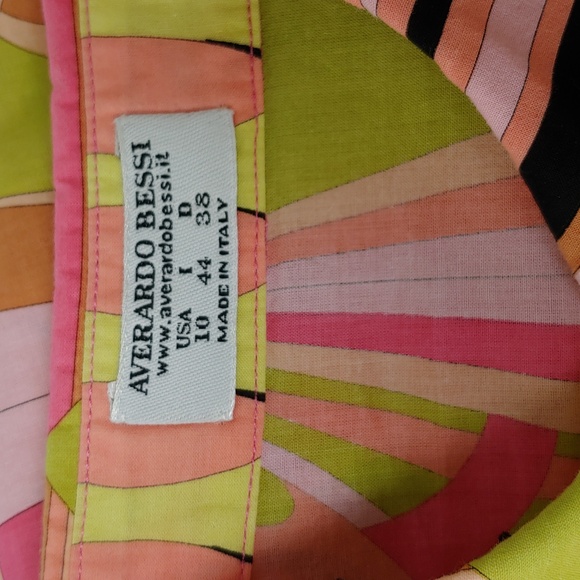 AVERARDO BESSI
www.averardobessi.it
USA I D
10 44 38
MADE IN ITALY